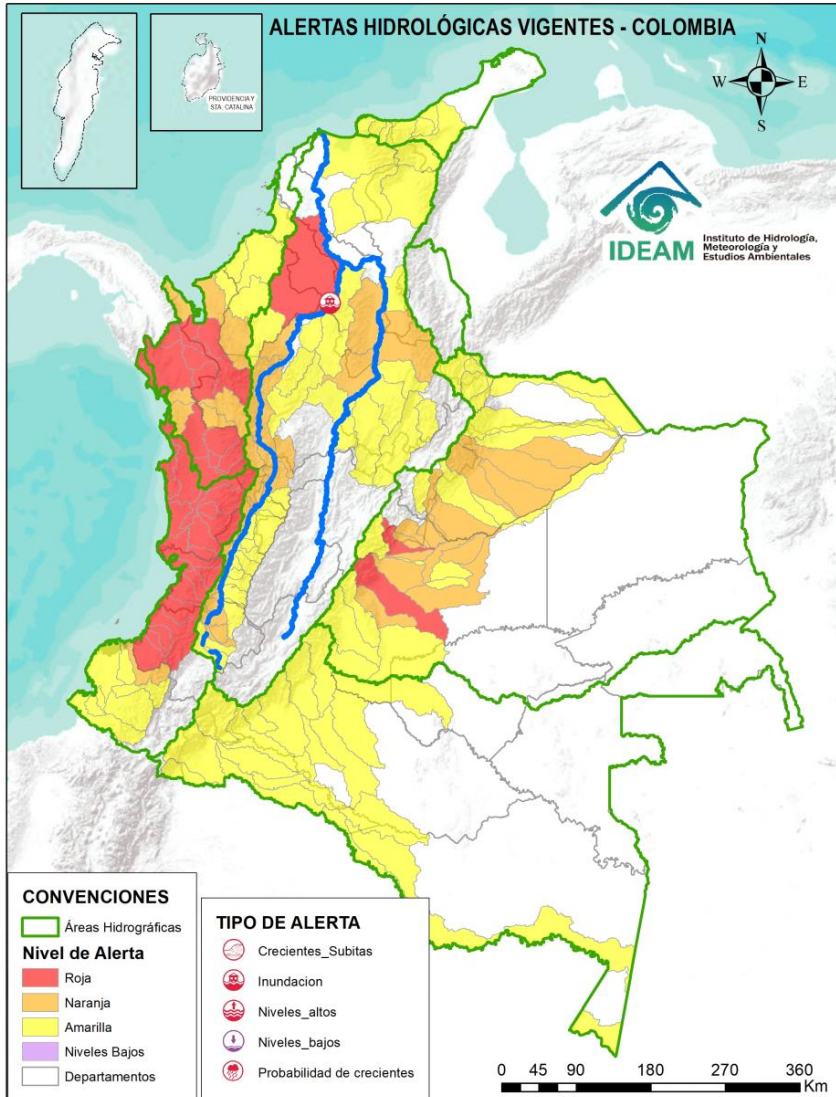 ALERTAS HIDROLÓGICAS VIGENTES - COLOMBIA
PROVIDENCIA Y
STA. CATALINA
N
W
E
S
IDEAM
Instituto de Hidrología,
Meteorología y
Estudios Ambientales
CONVENCIONES
Áreas Hidrográficas
Nivel de Alerta
Roja
Naranja
Amarilla
Niveles Bajos
Departamentos
TIPO DE ALERTA
Crecientes_Subitas
Inundacion
Niveles_altos
Niveles_bajos
Probabilidad de crecientes
0 45 90 180 270 360
Km